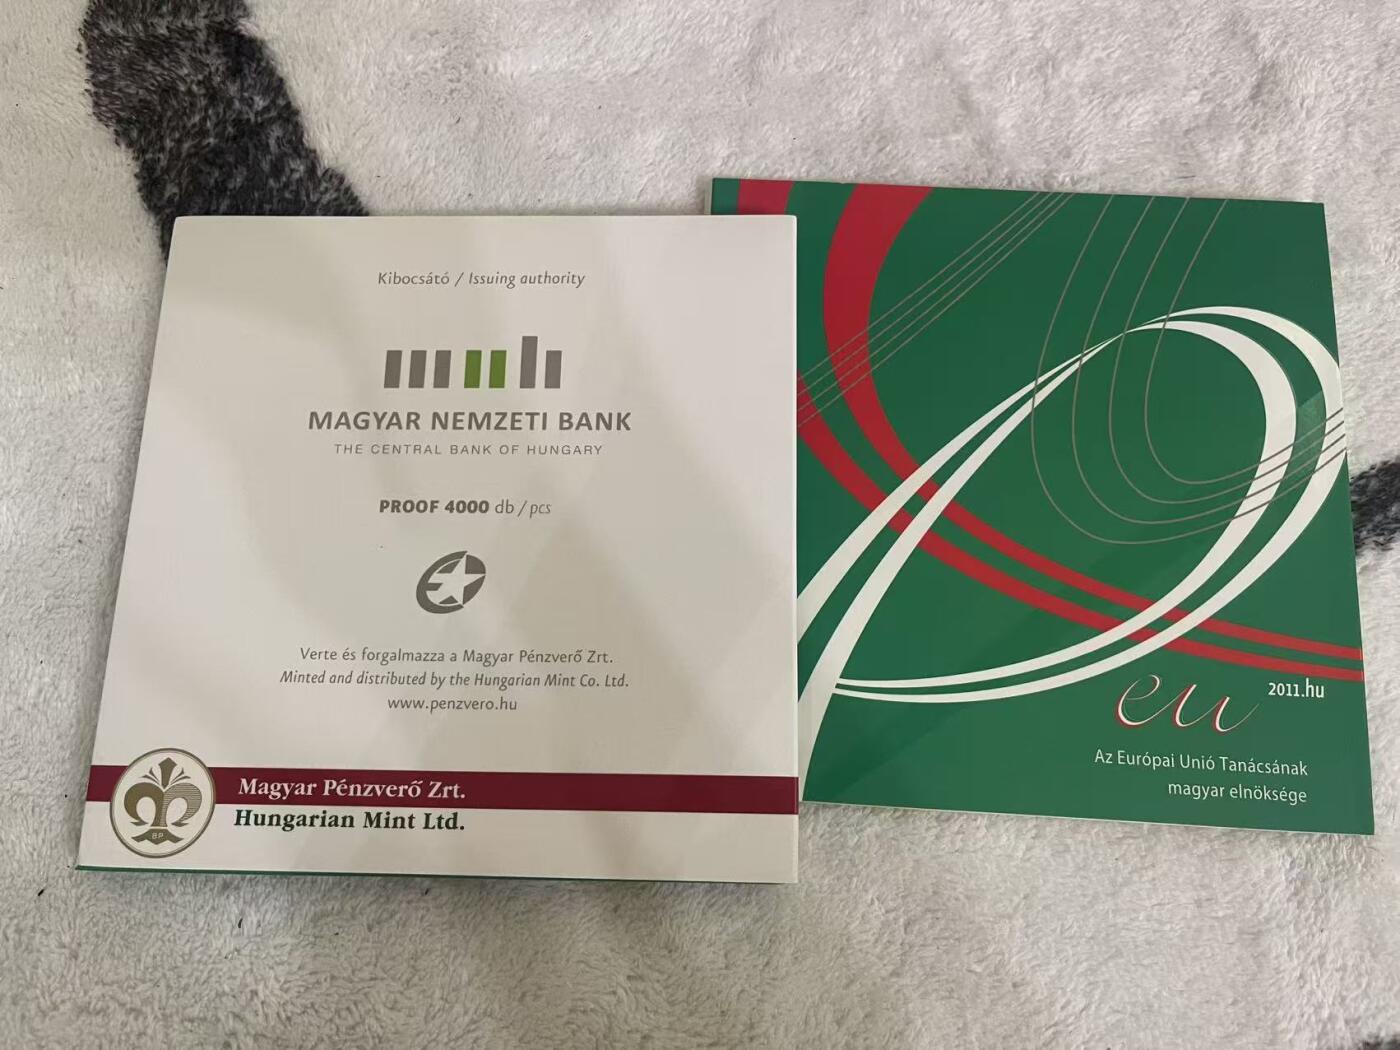 Kibocsátó / Issuing authority
MAGYAR NEMZETI BANK
THE CENTRAL BANK OF HUNGARY
PROOF 4000 db / pcs
Verte és forgalmazza a Magyar Pénzverő Zrt.
Minted and distributed by the Hungarian Mint Co. Ltd.
www.penzvero.hu
BP
Magyar Pénzverő Zrt.
Hungarian Mint Ltd.
eu 2011.hu
Az Európai Unió Tanácsának
magyar elnöksége